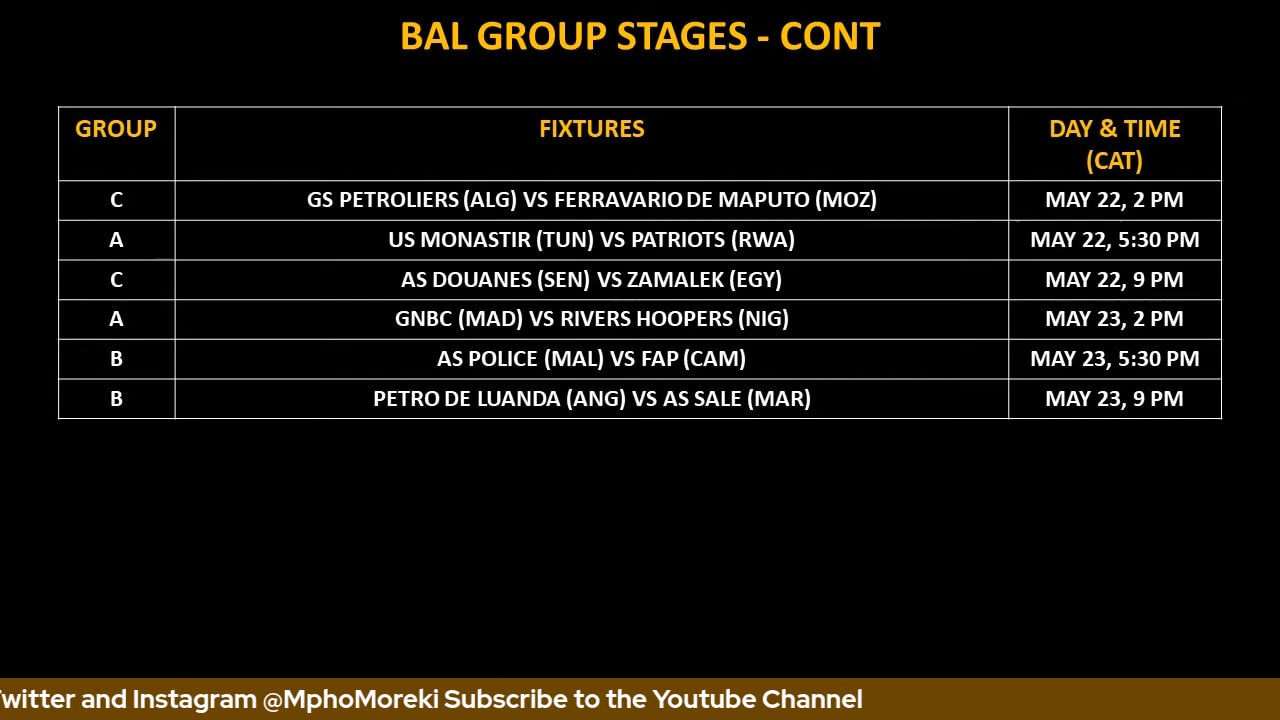 BAL GROUP STAGES - CONT
GROUP FIXTURES DAY & TIME
(CAT)
C GS PETROLIERS (ALG) VS FERRAVARIO DE MAPUTO (MOZ) MAY 22, 2 PM
A US MONASTIR (TUN) VS PATRIOTS (RWA) MAY 22, 5:30 PM
C AS DOUANES (SEN) VS ZAMALEK (EGY) MAY 22, 9 PM
A GNBC (MAD) VS RIVERS HOOPERS (NIG) MAY 23, 2 PM
B AS POLICE (MAL) VS FAP (CAM) MAY 23, 5:30 PM
B PETRO DE LUANDA (ANG) VS AS SALE (MAR) MAY 23, 9 PM
Twitter and Instagram @MphoMoreki Subscribe to the Youtube Channel